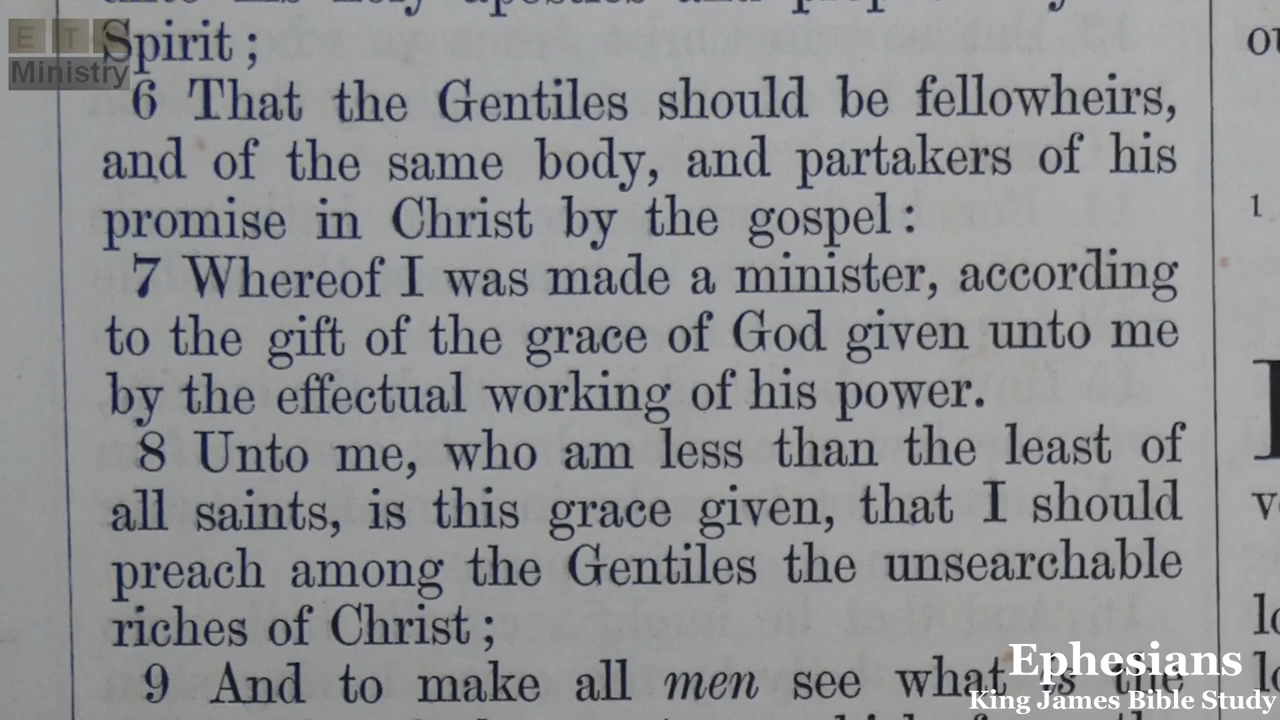 ETS
Ministry
Spirit ;
6 That the Gentiles should be fellowheirs,
and of the same body, and partakers of his
promise in Christ by the gospel :
7 Whereof I was made a minister, according
to the gift of the grace of God given unto me
by the effectual working of his power.
8 Unto me, who am less than the least of
all saints, is this grace given, that I should
preach among the Gentiles the unsearchable
riches of Christ ;
9 And to make all men see what is the
1
Ephesians
King James Bible Study